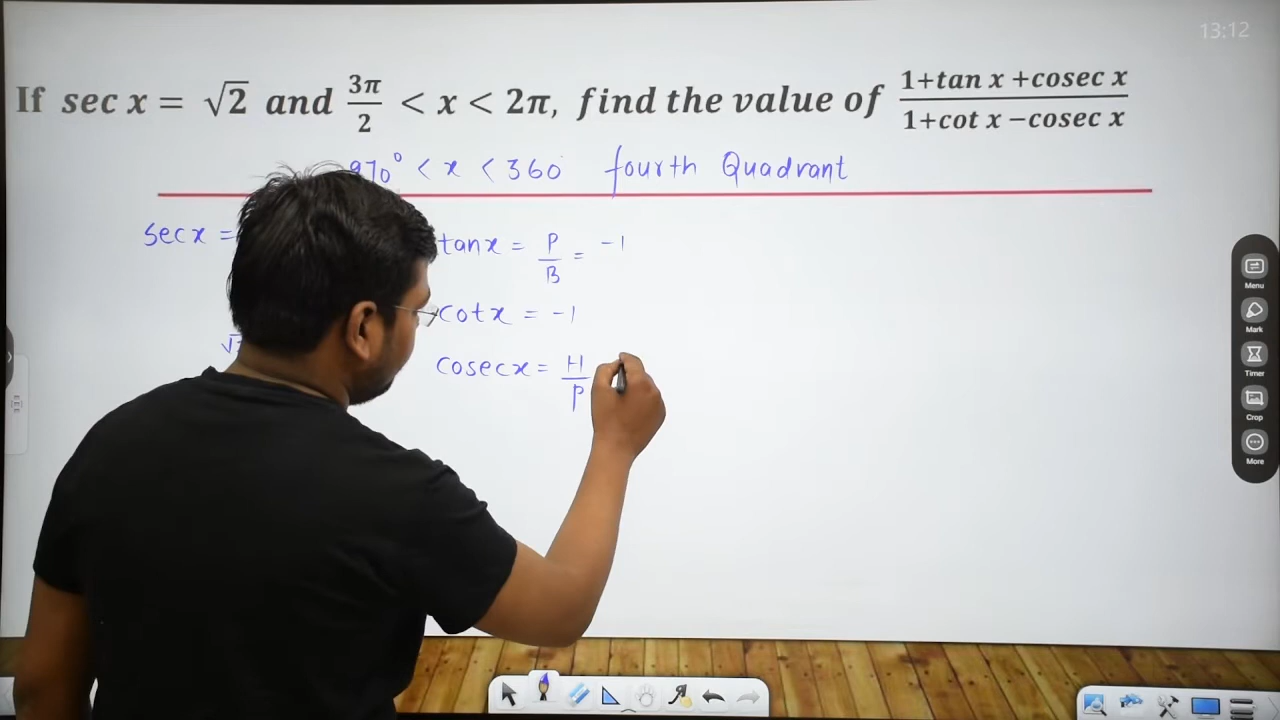 13:12
If sec x = √2 and 3π/2 < x < 2π, find the value of (1+tan x +cosec x)/(1+cot x −cosec x)
270° < x < 360° fourth Quadrant
sec x =
tan x = P/B = -1
cot x = -1
cosec x = H/P
Menu
Mark
Timer
Crop
More